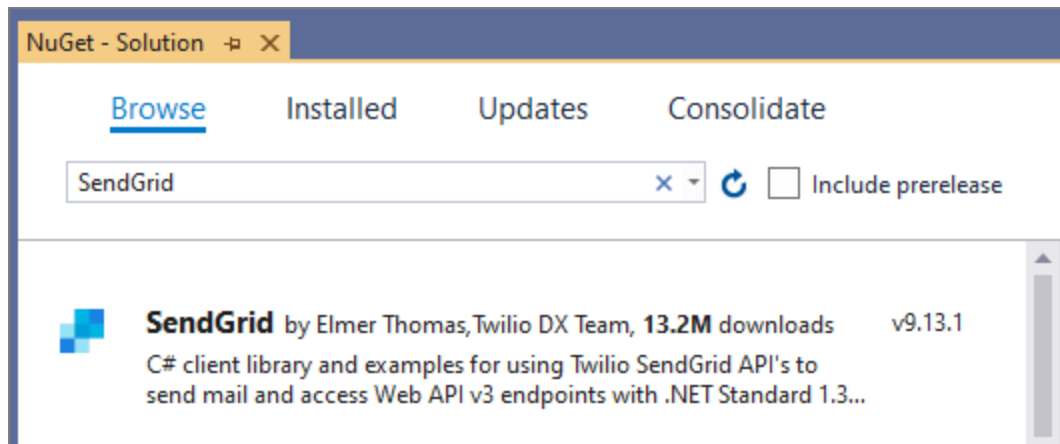 NuGet - Solution
Browse Installed Updates Consolidate
SendGrid Include prerelease
SendGrid by Elmer Thomas,Twilio DX Team, 13.2M downloads v9.13.1
C# client library and examples for using Twilio SendGrid API's to
send mail and access Web API v3 endpoints with .NET Standard 1.3...